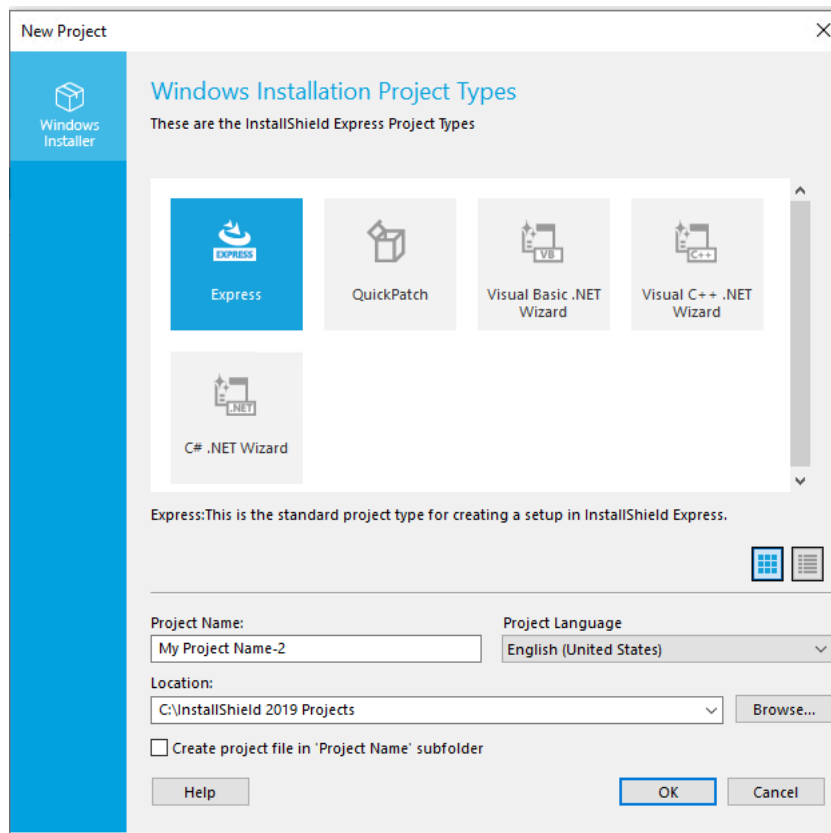 New Project
Windows
Installer
Windows Installation Project Types
These are the InstallShield Express Project Types
EXPRESS
Express
QuickPatch
VB
Visual Basic .NET
Wizard
C++
Visual C++ .NET
Wizard
.NET
C# .NET Wizard
Express:This is the standard project type for creating a setup in InstallShield Express.
Project Name:
My Project Name-2
Project Language
English (United States)
Location:
C:\InstallShield 2019 Projects
Browse...
Create project file in 'Project Name' subfolder
Help
OK
Cancel